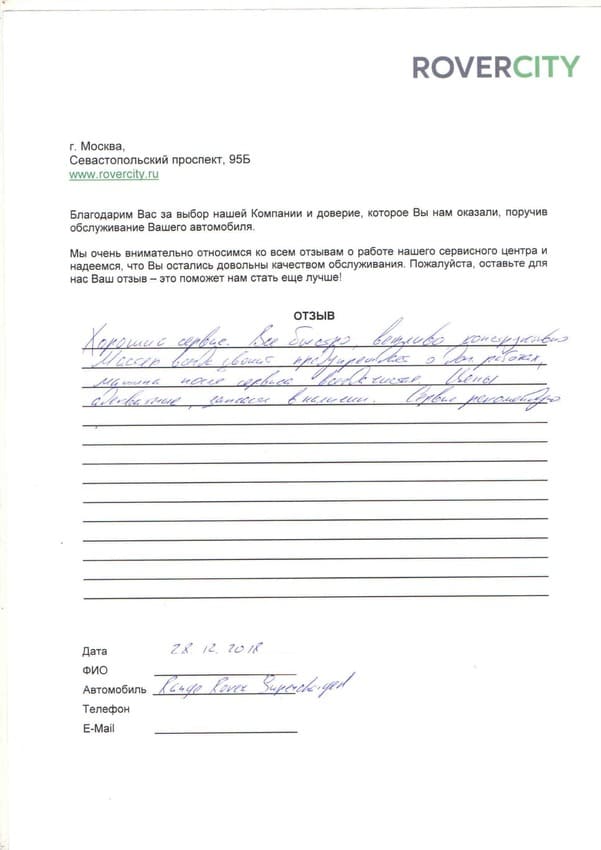 ROVERCITY
г. Москва,
Севастопольский проспект, 95Б
www.rovercity.ru
Благодарим Вас за выбор нашей Компании и доверие, которое Вы нам оказали, поручив
обслуживание Вашего автомобиля.
Мы очень внимательно относимся ко всем отзывам о работе нашего сервисного центра и
надеемся, что Вы остались довольны качеством обслуживания. Пожалуйста, оставьте для
нас Ваш отзыв – это поможет нам стать еще лучше!
ОТЗЫВ
Хороший сервис. Все быстро, вежливо конструктивно
Мастер всегда звонит предупреждает о доп. работах,
машина после сервиса всегда чистая. Цены
адекватные, запчасти в наличии. Сервис рекомендую
Дата 28.12.2018
ФИО
Автомобиль Range Rover Supercharged
Телефон
E-Mail